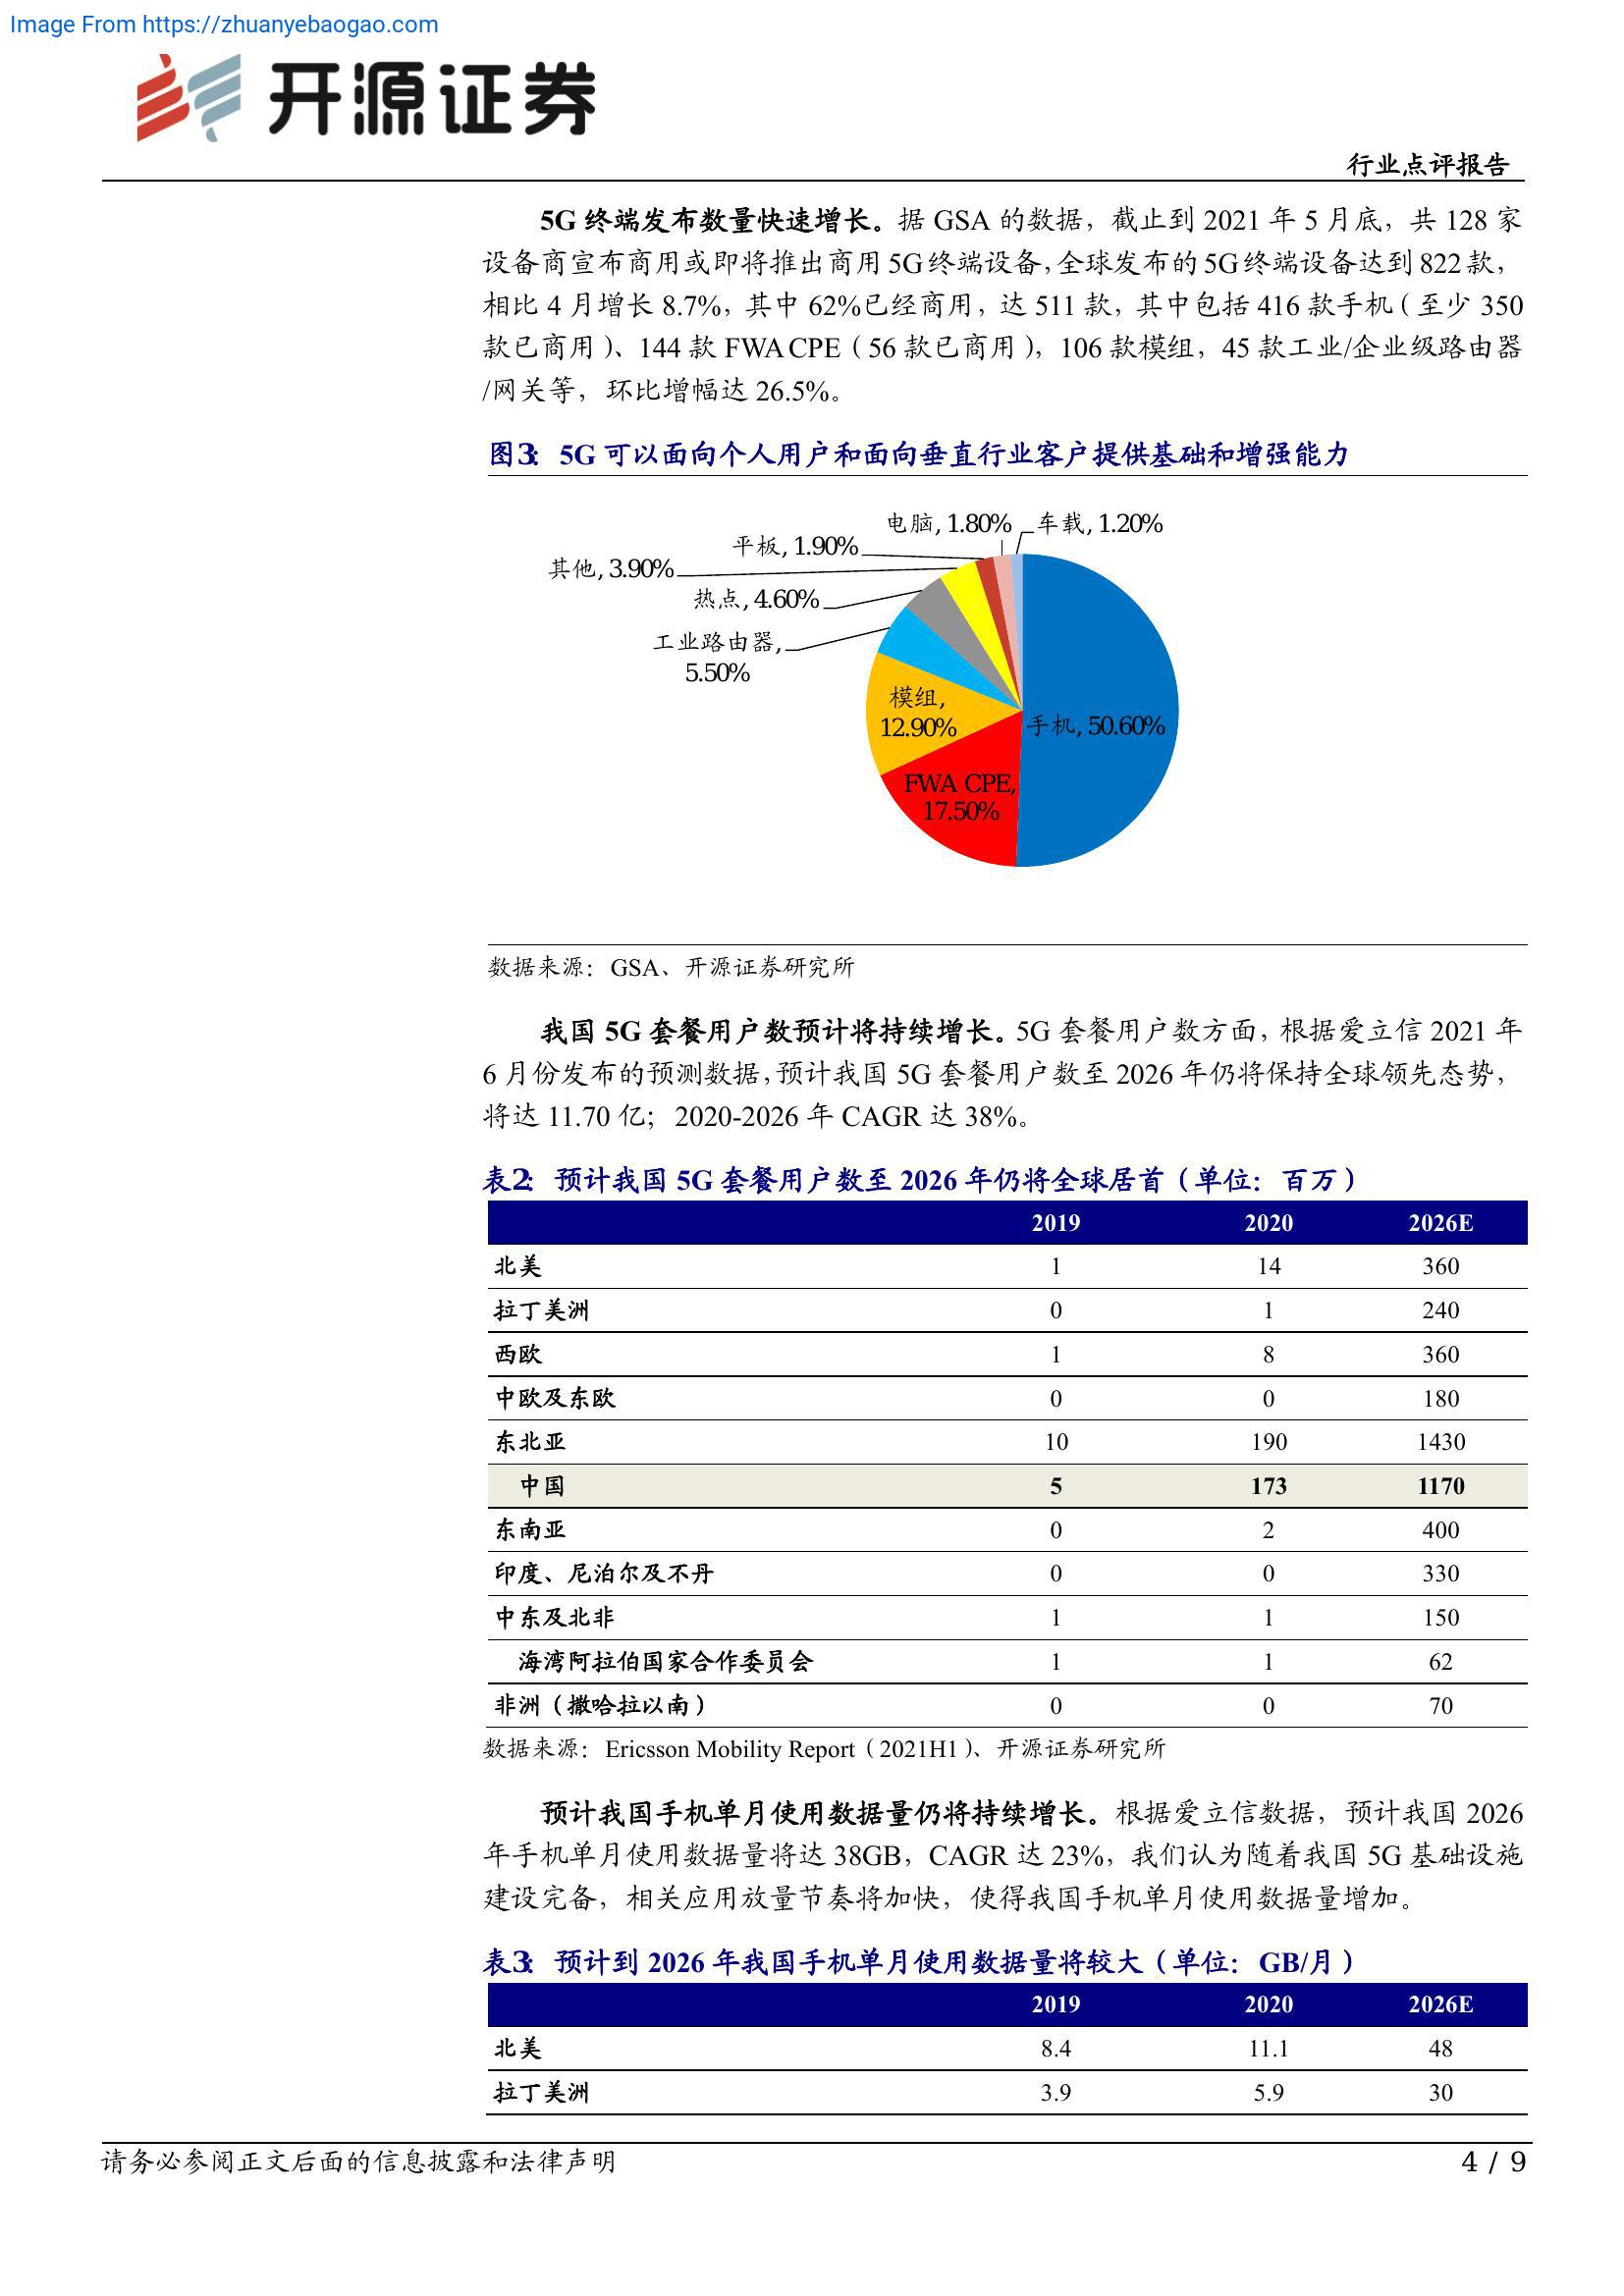 Image From https://zhuanyebaogao.com
开源证券
行业点评报告
5G 终端发布数量快速增长。据 GSA 的数据，截止到 2021 年 5 月底，共 128 家
设备商宣布商用或即将推出商用 5G 终端设备，全球发布的 5G 终端设备达到 822 款，
相比 4 月增长 8.7%，其中 62%已经商用，达 511 款，其中包括 416 款手机（至少 350
款已商用）、144 款 FWA CPE（56 款已商用），106 款模组，45 款工业/企业级路由器
/网关等，环比增幅达 26.5%。
图3： 5G 可以面向个人用户和面向垂直行业客户提供基础和增强能力
电脑, 1.80%
车载, 1.20%
平板, 1.90%
其他, 3.90%
热点, 4.60%
工业路由器,
5.50%
模组,
12.90%
手机, 50.60%
FWA CPE,
17.50%
数据来源：GSA、开源证券研究所
我国 5G 套餐用户数预计将持续增长。5G 套餐用户数方面，根据爱立信 2021 年
6 月份发布的预测数据，预计我国 5G 套餐用户数至 2026 年仍将保持全球领先态势，
将达 11.70 亿；2020-2026 年 CAGR 达 38%。
表2： 预计我国 5G 套餐用户数至 2026 年仍将全球居首（单位：百万）
2019 2020 2026E
北美 1 14 360
拉丁美洲 0 1 240
西欧 1 8 360
中欧及东欧 0 0 180
东北亚 10 190 1430
中国 5 173 1170
东南亚 0 2 400
印度、尼泊尔及不丹 0 0 330
中东及北非 1 1 150
海湾阿拉伯国家合作委员会 1 1 62
非洲（撒哈拉以南） 0 0 70
数据来源：Ericsson Mobility Report（2021H1）、开源证券研究所
预计我国手机单月使用数据量仍将持续增长。根据爱立信数据，预计我国 2026
年手机单月使用数据量将达 38GB，CAGR 达 23%，我们认为随着我国 5G 基础设施
建设完备，相关应用放量节奏将加快，使得我国手机单月使用数据量增加。
表3： 预计到 2026 年我国手机单月使用数据量将较大（单位：GB/月）
2019 2020 2026E
北美 8.4 11.1 48
拉丁美洲 3.9 5.9 30
请务必参阅正文后面的信息披露和法律声明
4 / 9